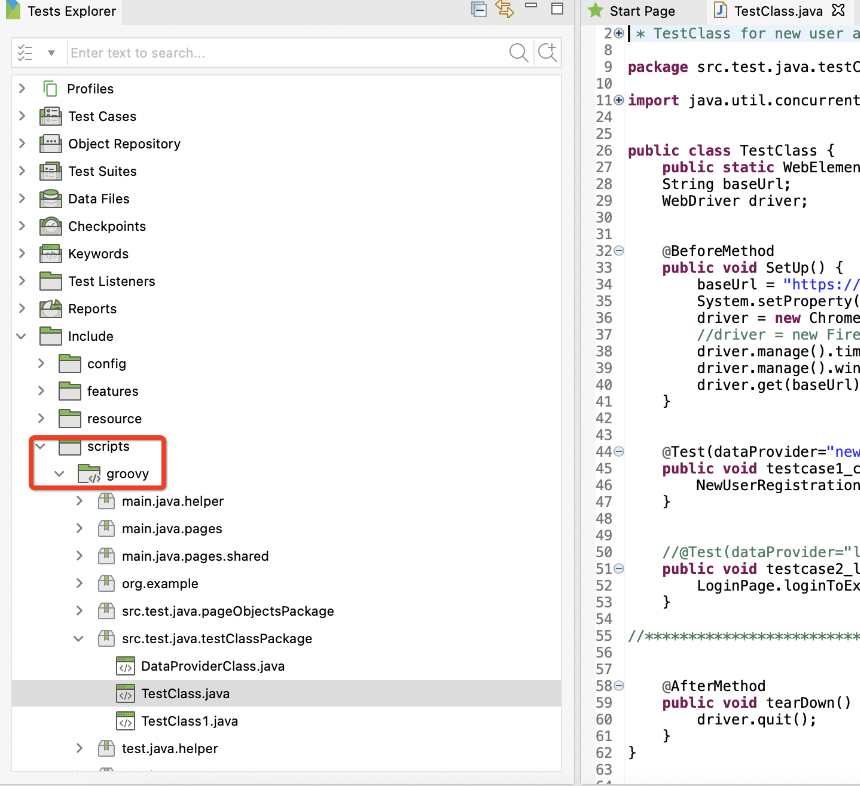 Tests Explorer
Enter text to search...
Profiles
Test Cases
Object Repository
Test Suites
Data Files
Checkpoints
Keywords
Test Listeners
Reports
Include
config
features
resource
scripts
groovy
main.java.helper
main.java.pages
main.java.pages.shared
org.example
src.test.java.pageObjectsPackage
src.test.java.testClassPackage
DataProviderClass.java
TestClass.java
TestClass1.java
test.java.helper
Start Page
TestClass.java
2 * TestClass for new user a
8
9 package src.test.java.testC
10
11 import java.util.concurrent
24
25
26 public class TestClass {
27 public static WebElemen
28 String baseUrl;
29 WebDriver driver;
30
31
32 @BeforeMethod
33 public void SetUp() {
34 baseUrl = "https://
35 System.setProperty(
36 driver = new Chrome
37 //driver = new Fire
38 driver.manage().tim
39 driver.manage().win
40 driver.get(baseUrl)
41 }
42
43
44 @Test(dataProvider="new
45 public void testcase1_c
46 NewUserRegistration
47 }
48
49
50 //@Test(dataProvider="l
51 public void testcase2_l
52 LoginPage.loginToEx
53 }
54
55 //*************************
56
57
58 @AfterMethod
59 public void tearDown()
60 driver.quit();
61 }
62 }
63